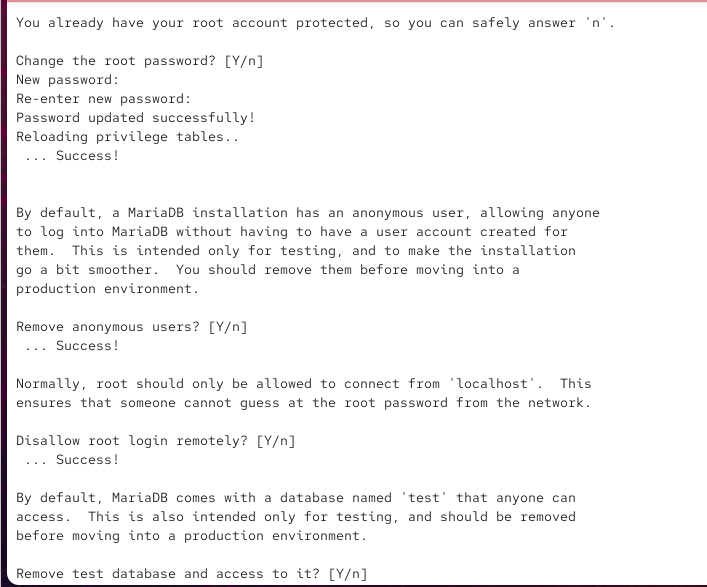 You already have your root account protected, so you can safely answer 'n'.
Change the root password? [Y/n]
New password:
Re-enter new password:
Password updated successfully!
Reloading privilege tables..
 ... Success!
By default, a MariaDB installation has an anonymous user, allowing anyone
to log into MariaDB without having to have a user account created for
them.  This is intended only for testing, and to make the installation
go a bit smoother.  You should remove them before moving into a
production environment.
Remove anonymous users? [Y/n]
 ... Success!
Normally, root should only be allowed to connect from 'localhost'.  This
ensures that someone cannot guess at the root password from the network.
Disallow root login remotely? [Y/n]
 ... Success!
By default, MariaDB comes with a database named 'test' that anyone can
access.  This is also intended only for testing, and should be removed
before moving into a production environment.
Remove test database and access to it? [Y/n]